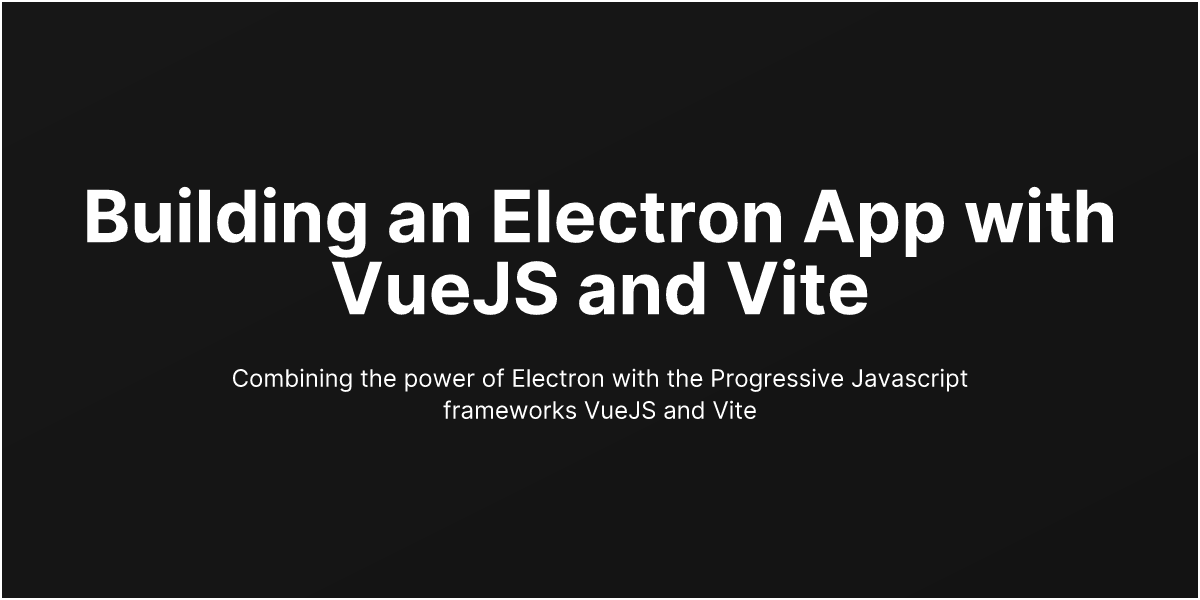 Building an Electron App with
VueJS and Vite
Combining the power of Electron with the Progressive Javascript
frameworks VueJS and Vite